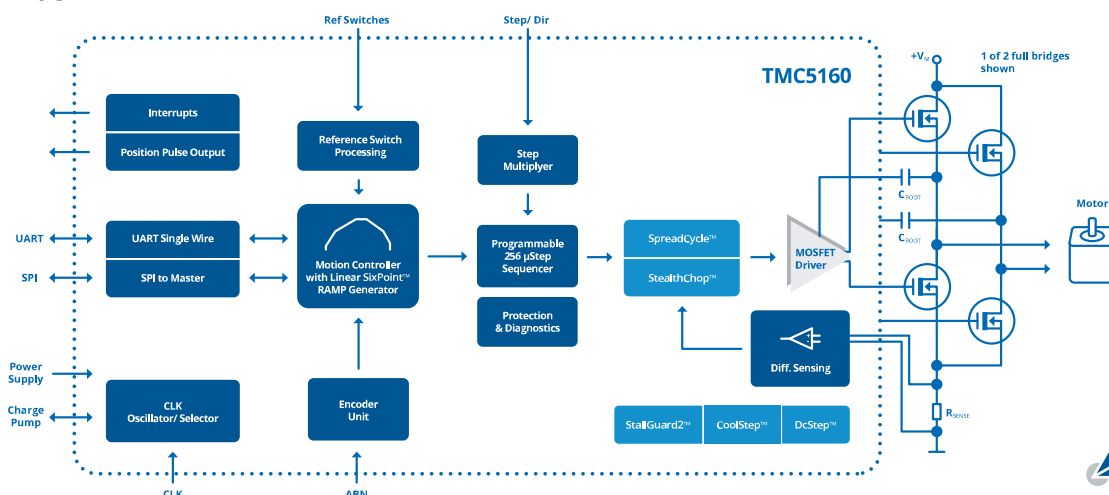 Ref Switches
Step/ Dir
TMC5160
+VM
1 of 2 full bridges
shown
Interrupts
Position Pulse Output
Reference Switch
Processing
Step
Multiplyer
CBOOT
CBOOT
Motor
UART
UART Single Wire
SPI
SPI to Master
Motion Controller
with Linear SixPoint™
RAMP Generator
Programmable
256 µStep
Sequencer
SpreadCycle™
StealthChop™
MOSFET
Driver
Protection
& Diagnostics
Diff. Sensing
Power
Supply
Charge
Pump
CLK
Oscillator/ Selector
Encoder
Unit
StallGuard2™
CoolStep™
DcStep™
RSENSE
CLK
ABN